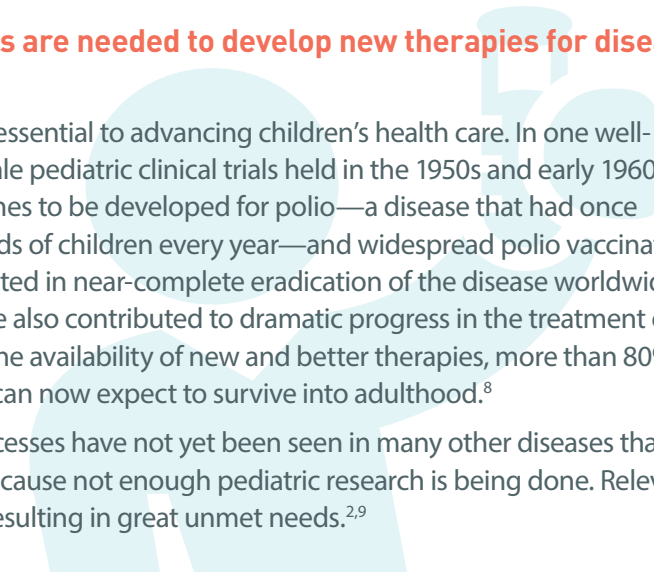 s are needed to develop new therapies for dise
essential to advancing children’s health care. In one well-
le pediatric clinical trials held in the 1950s and early 1960
nes to be developed for polio—a disease that had once
ds of children every year—and widespread polio vaccina
ted in near-complete eradication of the disease worldwi
e also contributed to dramatic progress in the treatment
ne availability of new and better therapies, more than 80
can now expect to survive into adulthood.8
cesses have not yet been seen in many other diseases tha
cause not enough pediatric research is being done. Relev
esulting in great unmet needs.2,9